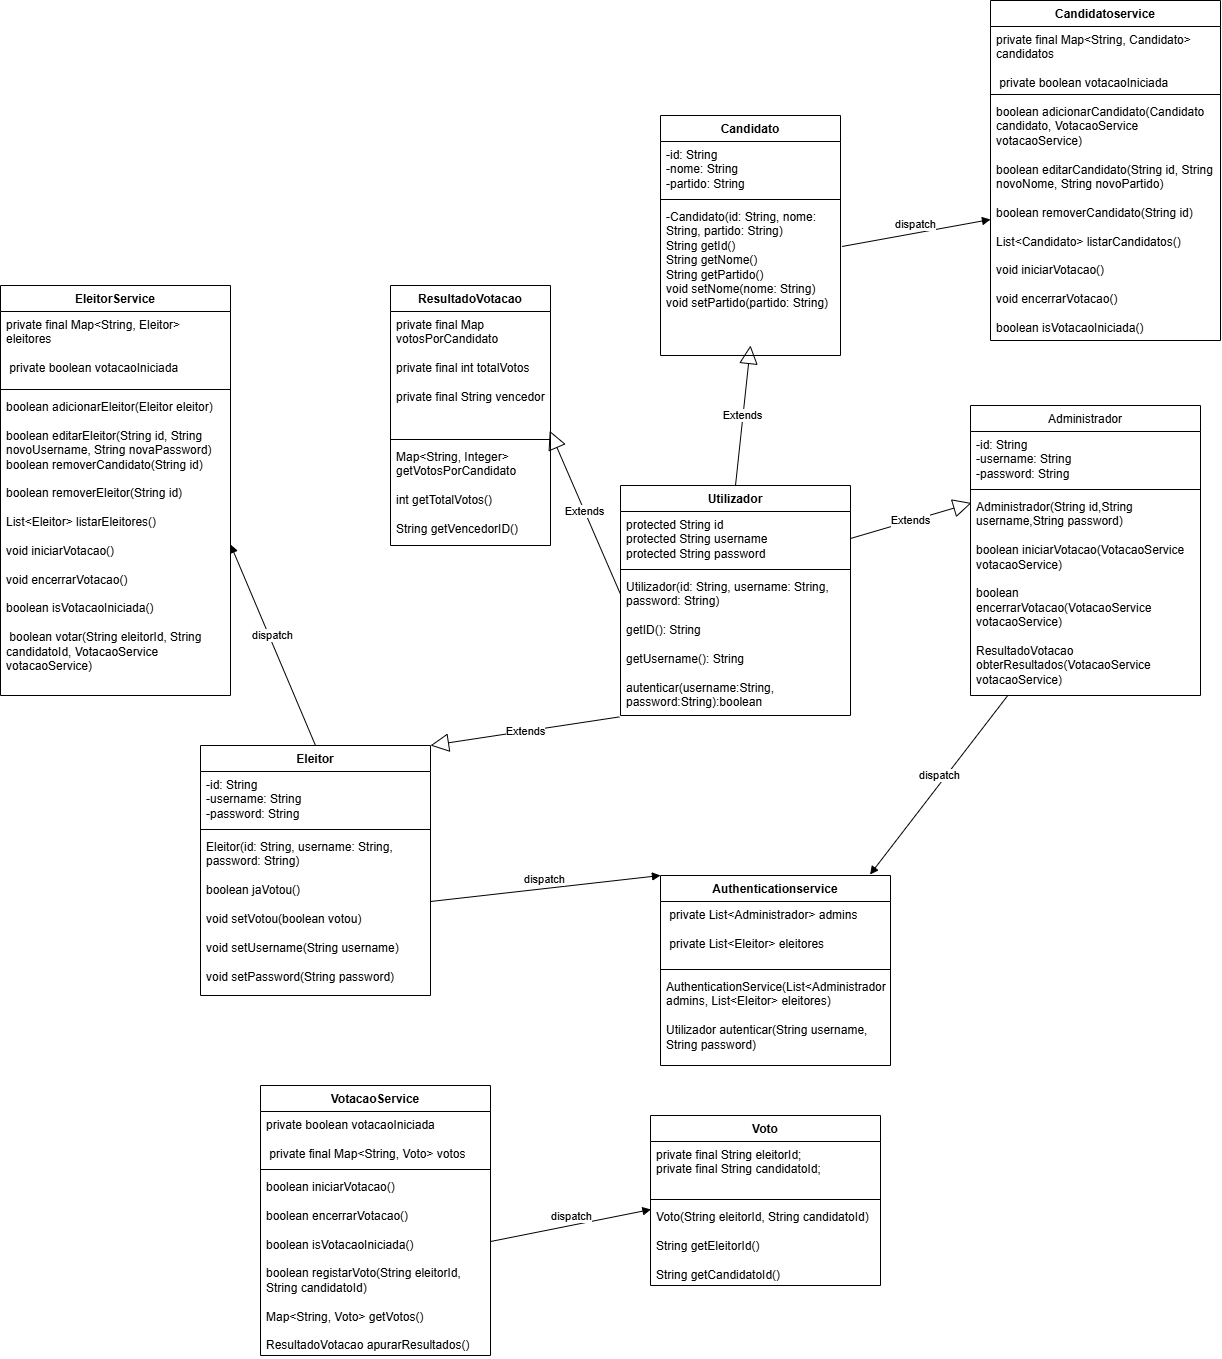 Candidatoservice
private final Map<String, Candidato>
candidatos
private boolean votacaoIniciada
boolean adicionarCandidato(Candidato
candidato, VotacaoService
votacaoService)
boolean editarCandidato(String id, String
novoNome, String novoPartido)
boolean removerCandidato(String id)
List<Candidato> listarCandidatos()
void iniciarVotacao()
void encerrarVotacao()
boolean isVotacaoIniciada()
Candidato
-id: String
-nome: String
-partido: String
-Candidato(id: String, nome:
String, partido: String)
String getId()
String getNome()
String getPartido()
void setNome(nome: String)
void setPartido(partido: String)
dispatch
EleitorService
private final Map<String, Eleitor>
eleitores
private boolean votacaoIniciada
boolean adicionarEleitor(Eleitor eleitor)
boolean editarEleitor(String id, String
novoUsername, String novaPassword)
boolean removerCandidato(String id)
boolean removerEleitor(String id)
List<Eleitor> listarEleitores()
void iniciarVotacao()
void encerrarVotacao()
boolean isVotacaoIniciada()
boolean votar(String eleitorId, String
candidatoId, VotacaoService
votacaoService)
ResultadoVotacao
private final Map
votosPorCandidato
private final int totalVotos
private final String vencedor
Map<String, Integer>
getVotosPorCandidato
int getTotalVotos()
String getVencedorID()
Extends
Extends
Utilizador
protected String id
protected String username
protected String password
Utilizador(id: String, username: String,
password: String)
getID(): String
getUsername(): String
autenticar(username:String,
password:String):boolean
Extends
Administrador
-id: String
-username: String
-password: String
Administrador(String id,String
username,String password)
boolean iniciarVotacao(VotacaoService
votacaoService)
boolean
encerrarVotacao(VotacaoService
votacaoService)
ResultadoVotacao
obterResultados(VotacaoService
votacaoService)
dispatch
Extends
dispatch
Eleitor
-id: String
-username: String
-password: String
Eleitor(id: String, username: String,
password: String)
boolean jaVotou()
void setVotou(boolean votou)
void setUsername(String username)
void setPassword(String password)
dispatch
Authenticationservice
private List<Administrador> admins
private List<Eleitor> eleitores
AuthenticationService(List<Administrador
admins, List<Eleitor> eleitores)
Utilizador autenticar(String username,
String password)
VotacaoService
private boolean votacaoIniciada
private final Map<String, Voto> votos
boolean iniciarVotacao()
boolean encerrarVotacao()
boolean isVotacaoIniciada()
boolean registarVoto(String eleitorId,
String candidatoId)
Map<String, Voto> getVotos()
ResultadoVotacao apurarResultados()
dispatch
Voto
private final String eleitorId;
private final String candidatoId;
Voto(String eleitorId, String candidatoId)
String getEleitorId()
String getCandidatoId()